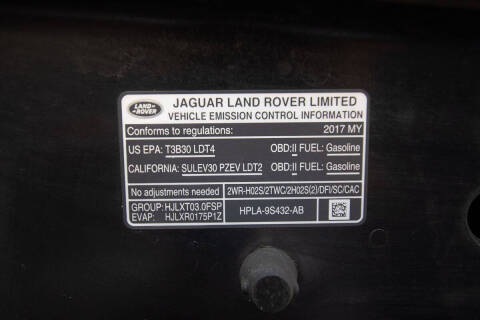 LAND ROVER
JAGUAR LAND ROVER LIMITED
VEHICLE EMISSION CONTROL INFORMATION
Conforms to regulations: 2017 MY
US EPA: T3B30 LDT4 OBD:II FUEL: Gasoline
CALIFORNIA: SULEV30 PZEV LDT2 OBD:II FUEL: Gasoline
No adjustments needed 2WR-H02S/2TWC/2H02S(2)/DFI/SC/CAC
GROUP: HJLXT03.0FSP
EVAP: HJLXR0175P1Z
HPLA-9S432-AB